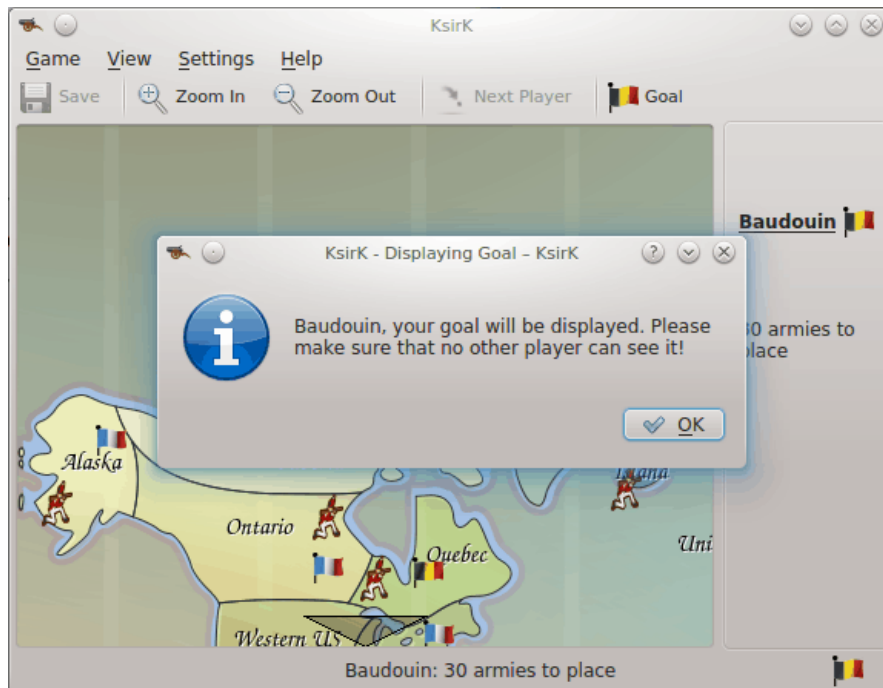 KsirK
Game View Settings Help
Save Zoom In Zoom Out Next Player Goal
Baudouin
KsirK - Displaying Goal – KsirK
Baudouin, your goal will be displayed. Please
make sure that no other player can see it!
OK
30 armies to
place
Alaska
Ontario
Quebec
Uni
Western US
Baudouin: 30 armies to place